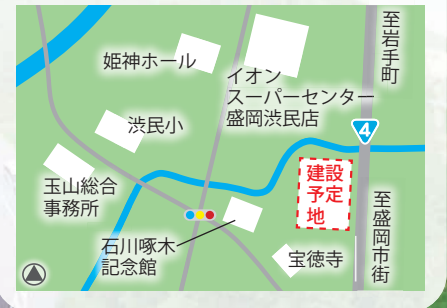 至岩手町
姫神ホール
イオン
スーパーセンター
盛岡渋民店
渋民小
4
建設
予定
地
玉山総合
事務所
至盛岡市街
石川啄木
記念館
宝徳寺